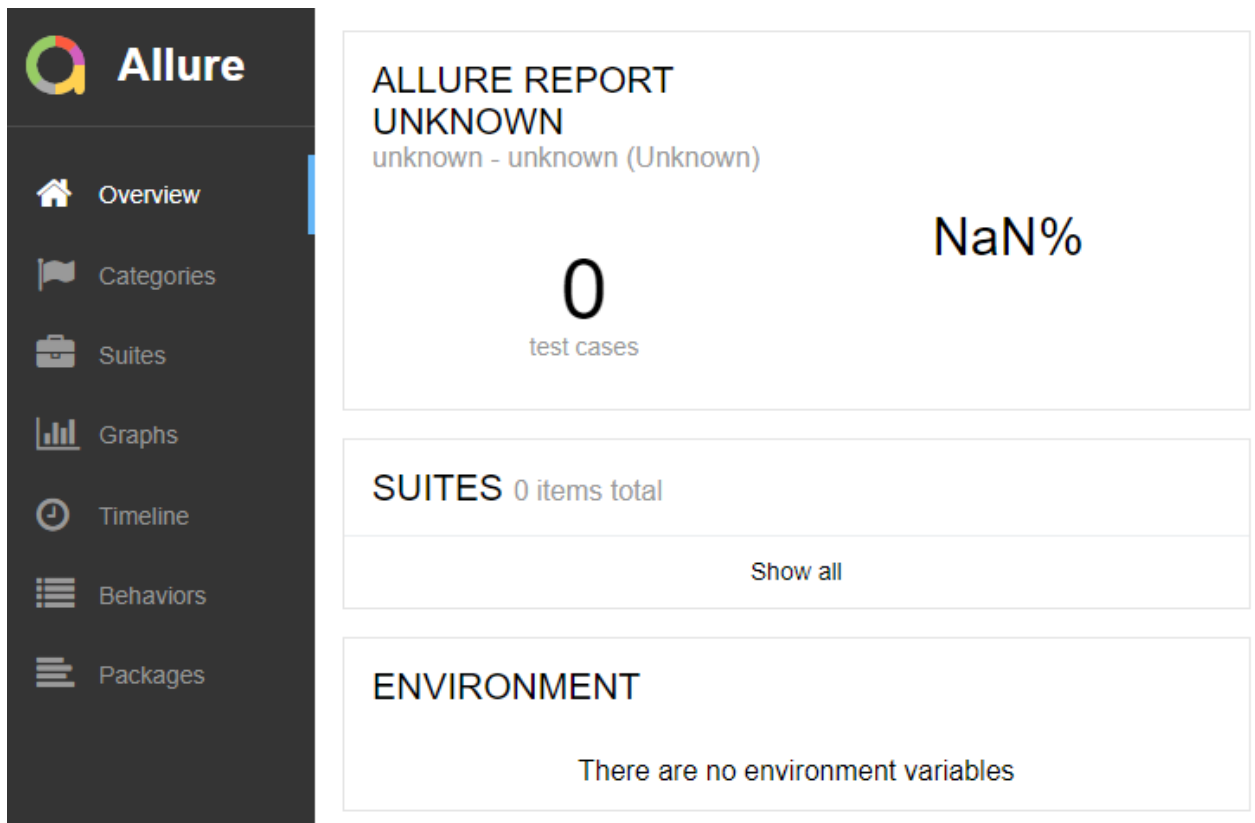 Allure
Overview
Categories
Suites
Graphs
Timeline
Behaviors
Packages
ALLURE REPORT
UNKNOWN
unknown - unknown (Unknown)
0
test cases
NaN%
SUITES 0 items total
Show all
ENVIRONMENT
There are no environment variables